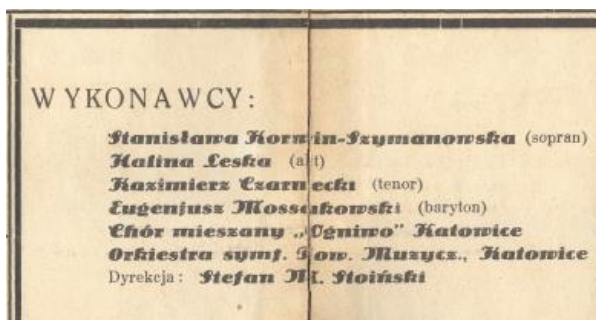 WYKONAWCY:
Stanisława Korwin-Szymanowska (sopran)
Halina Leska (alt)
Kazimierz Czarnecki (tenor)
Eugenjusz Mossakowski (baryton)
Chór mieszany „Ogniwo" Katowice
Orkiestra symf. Tow. Muzycz., Katowice
Dyrekcja: Stefan M. Stoiński